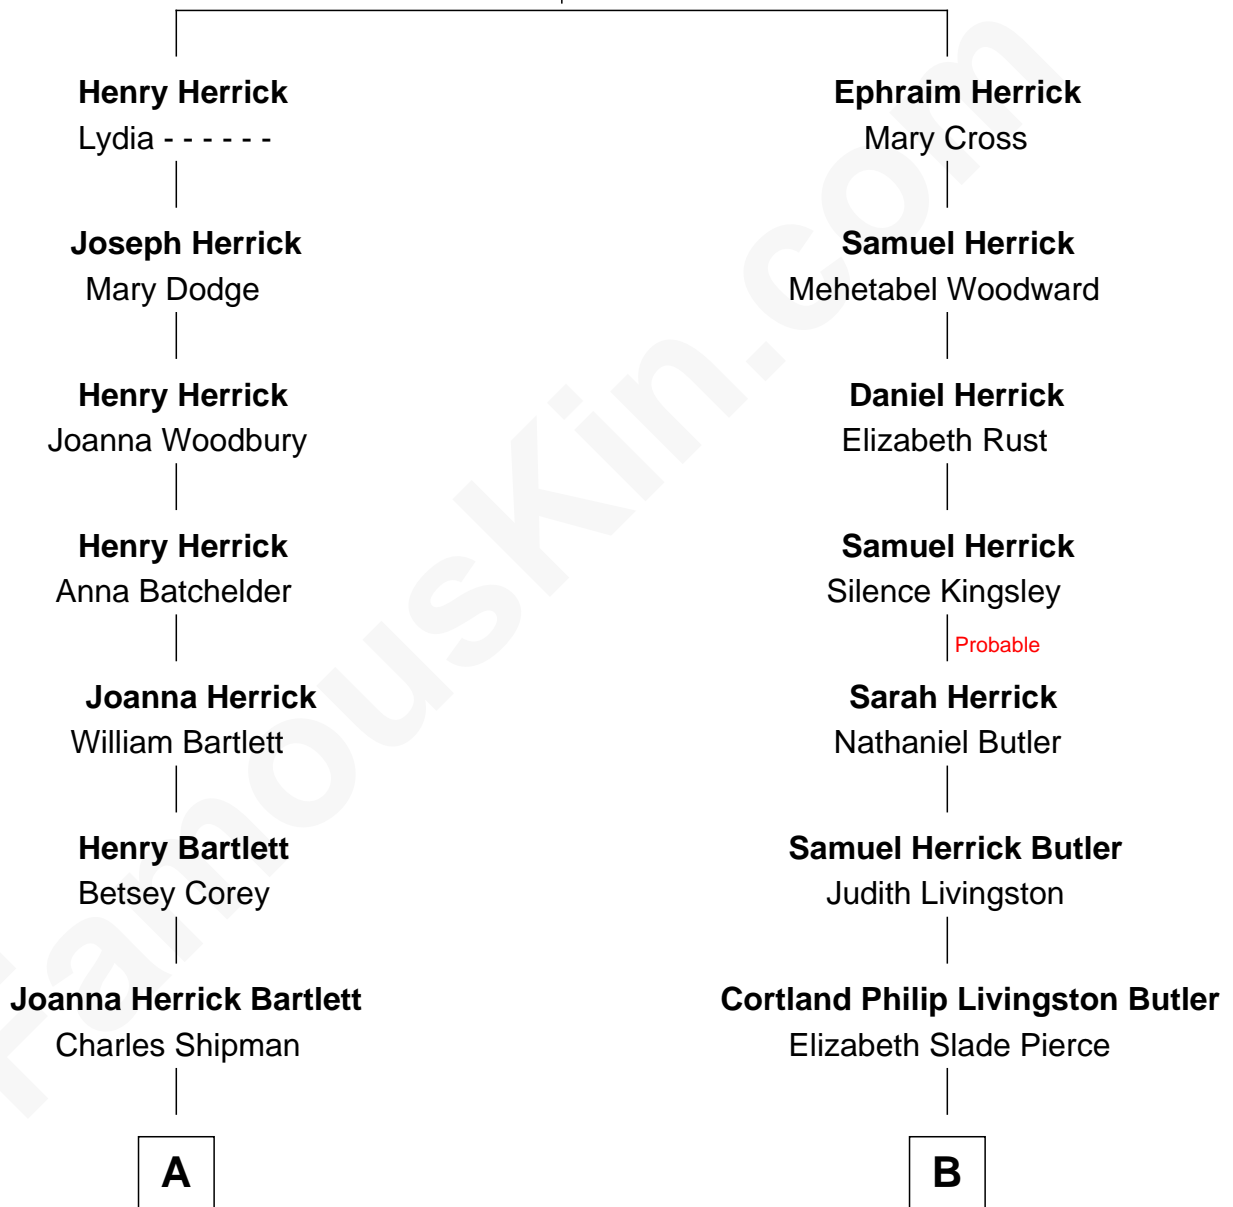 Henry Herrick
Lydia - - - - - -
Joseph Herrick
Mary Dodge
Henry Herrick
Joanna Woodbury
Henry Herrick
Anna Batchelder
Joanna Herrick
William Bartlett
Henry Bartlett
Betsey Corey
Joanna Herrick Bartlett
Charles Shipman
A
Ephraim Herrick
Mary Cross
Samuel Herrick
Mehetabel Woodward
Daniel Herrick
Elizabeth Rust
Samuel Herrick
Silence Kingsley
Probable
Sarah Herrick
Nathaniel Butler
Samuel Herrick Butler
Judith Livingston
Cortland Philip Livingston Butler
Elizabeth Slade Pierce
B
FamousKin.com